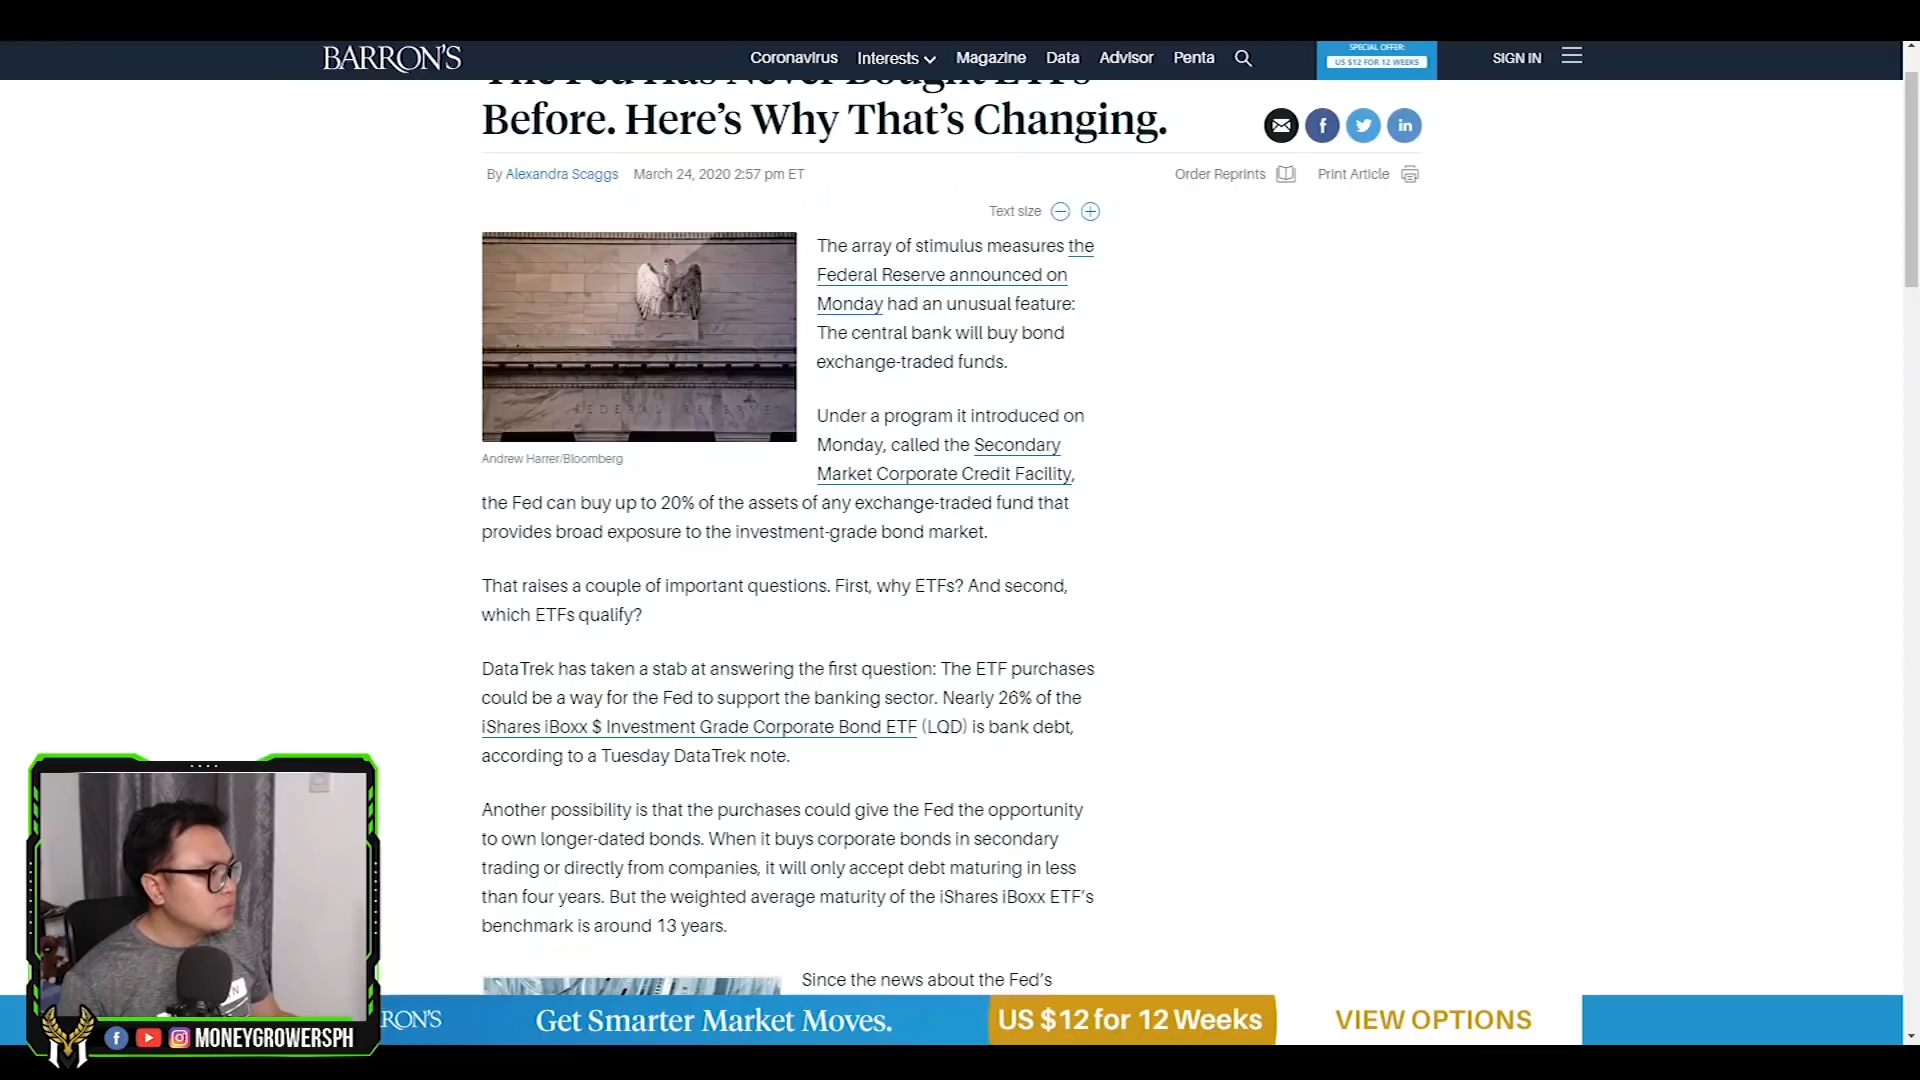 BARRON'S
Coronavirus Interests Magazine Data Advisor Penta
SPECIAL OFFER:
US $12 FOR 12 WEEKS
SIGN IN
The Fed Has Never Bought ETFs
Before. Here's Why That's Changing.
By Alexandra Scaggs March 24, 2020 2:57 pm ET
Order Reprints Print Article
Text size
The array of stimulus measures the
Federal Reserve announced on
Monday had an unusual feature:
The central bank will buy bond
exchange-traded funds.
FEDERAL RESERVE
Andrew Harrer/Bloomberg
Under a program it introduced on
Monday, called the Secondary
Market Corporate Credit Facility,
the Fed can buy up to 20% of the assets of any exchange-traded fund that
provides broad exposure to the investment-grade bond market.
That raises a couple of important questions. First, why ETFs? And second,
which ETFs qualify?
DataTrek has taken a stab at answering the first question: The ETF purchases
could be a way for the Fed to support the banking sector. Nearly 26% of the
iShares iBoxx $ Investment Grade Corporate Bond ETF (LQD) is bank debt,
according to a Tuesday DataTrek note.
Another possibility is that the purchases could give the Fed the opportunity
to own longer-dated bonds. When it buys corporate bonds in secondary
trading or directly from companies, it will only accept debt maturing in less
than four years. But the weighted average maturity of the iShares iBoxx ETF's
benchmark is around 13 years.
Since the news about the Fed's
RON'S
Get Smarter Market Moves.
US $12 for 12 Weeks
VIEW OPTIONS
MONEYGROWERSPH